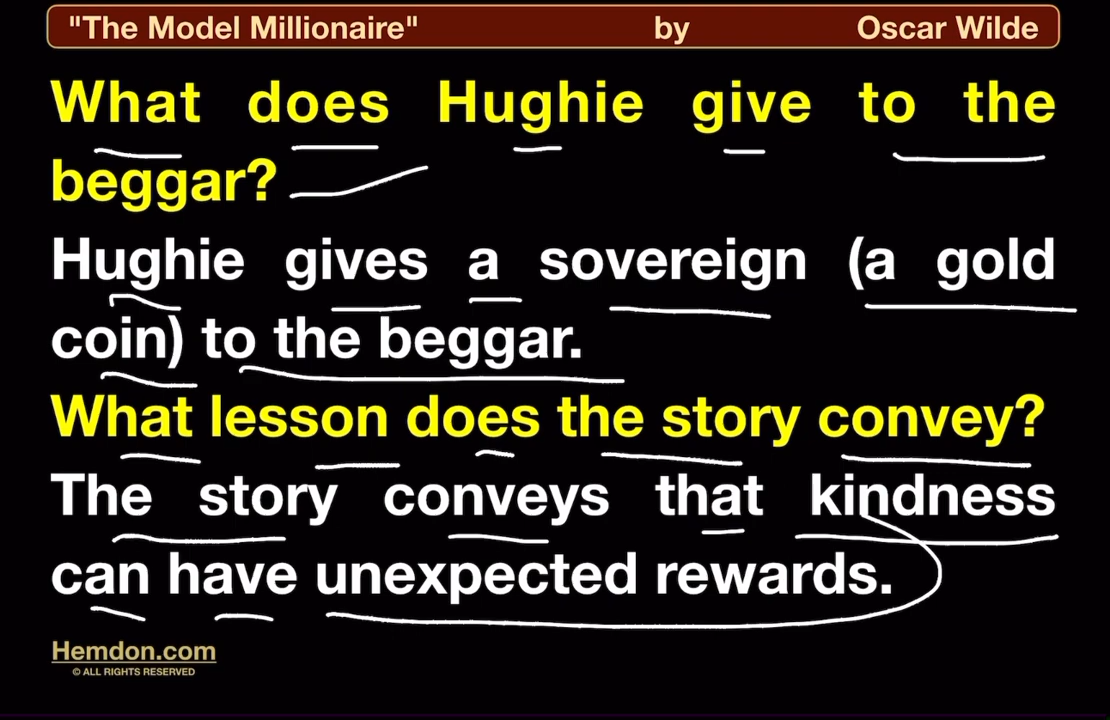 "The Model Millionaire" by Oscar Wilde
What does Hughie give to the
beggar?
Hughie gives a sovereign (a gold
coin) to the beggar.
What lesson does the story convey?
The story conveys that kindness
can have unexpected rewards.
Hemdon.com
© ALL RIGHTS RESERVED